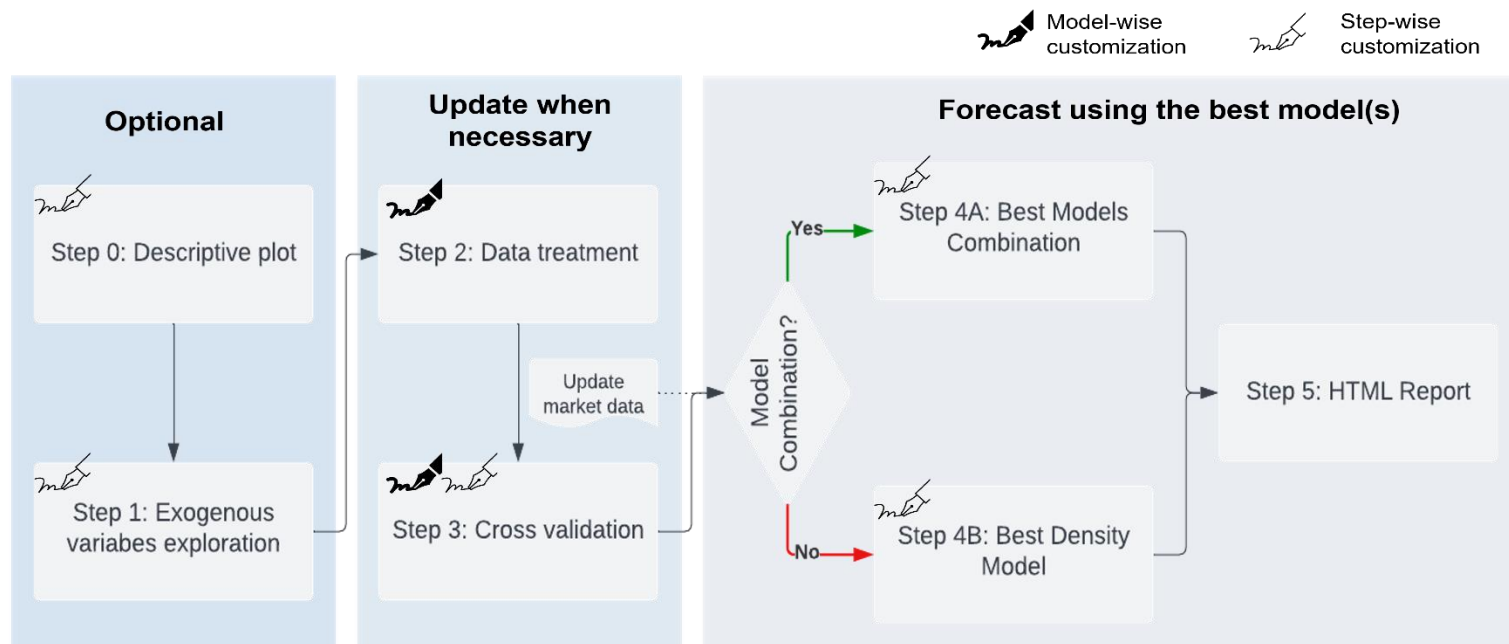 Model-wise
customization
Step-wise
customization
Optional
Update when
necessary
Forecast using the best model(s)
Step 0: Descriptive plot
Step 1: Exogenous
variabes exploration
Step 2: Data treatment
Update
market data
Step 3: Cross validation
Model
Combination?
Yes
No
Step 4A: Best Models
Combination
Step 4B: Best Density
Model
Step 5: HTML Report